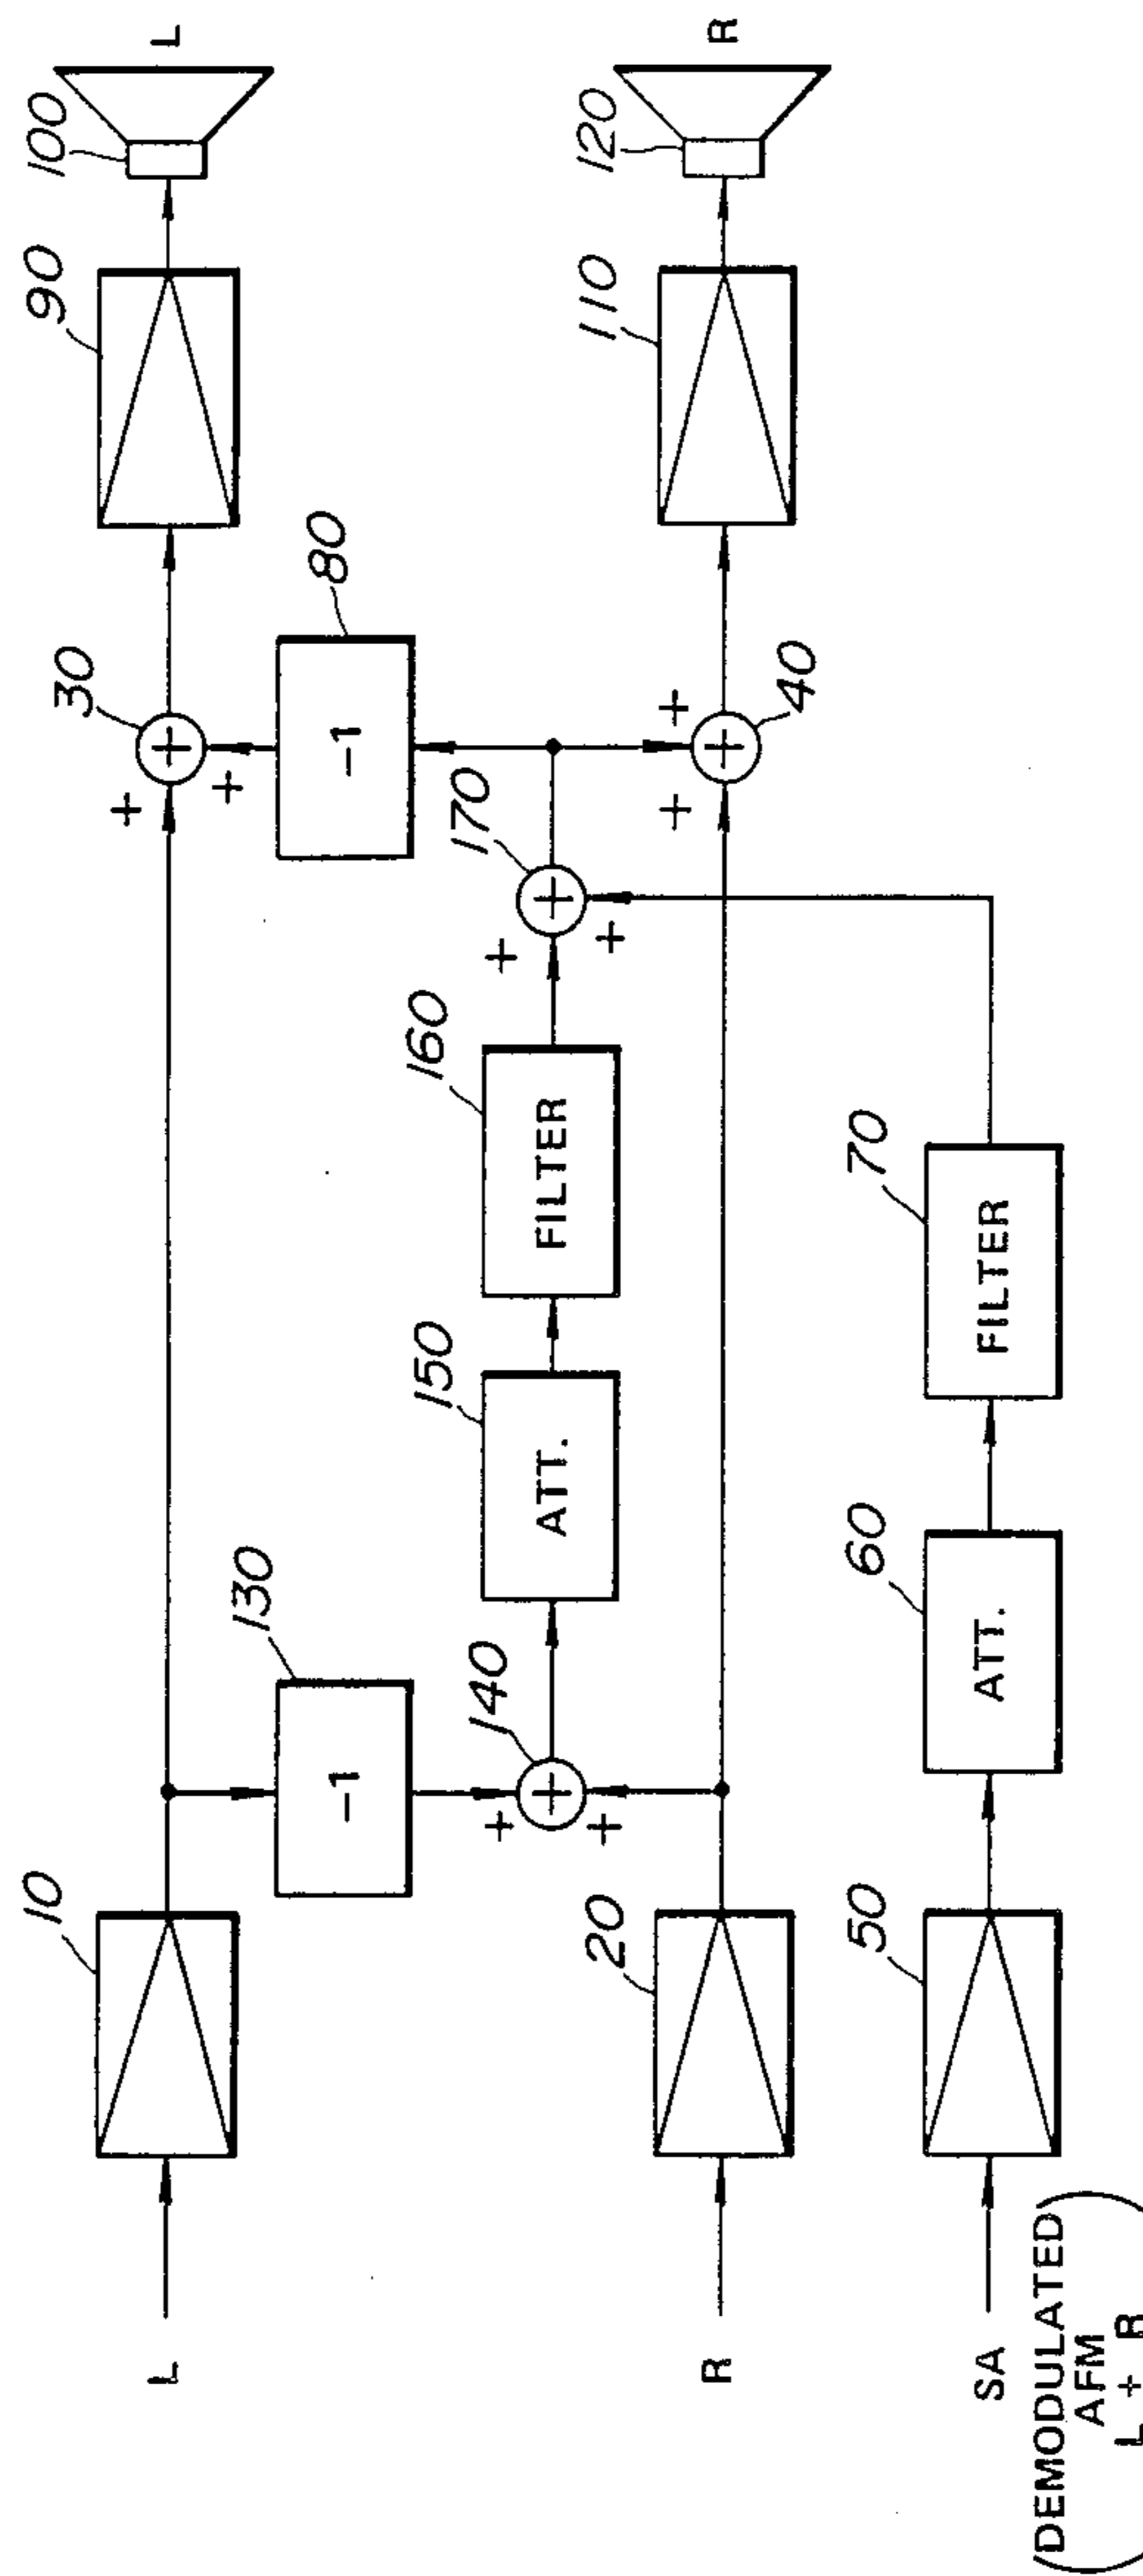 L
10
130
30
90
100
L
-1
-1
80
140
150
160
170
ATT.
FILTER
+
+
+
+
+
+
+
+
R
20
40
110
120
R
SA
(DEMODULATED
AFM
L + R)
50
60
70
ATT.
FILTER